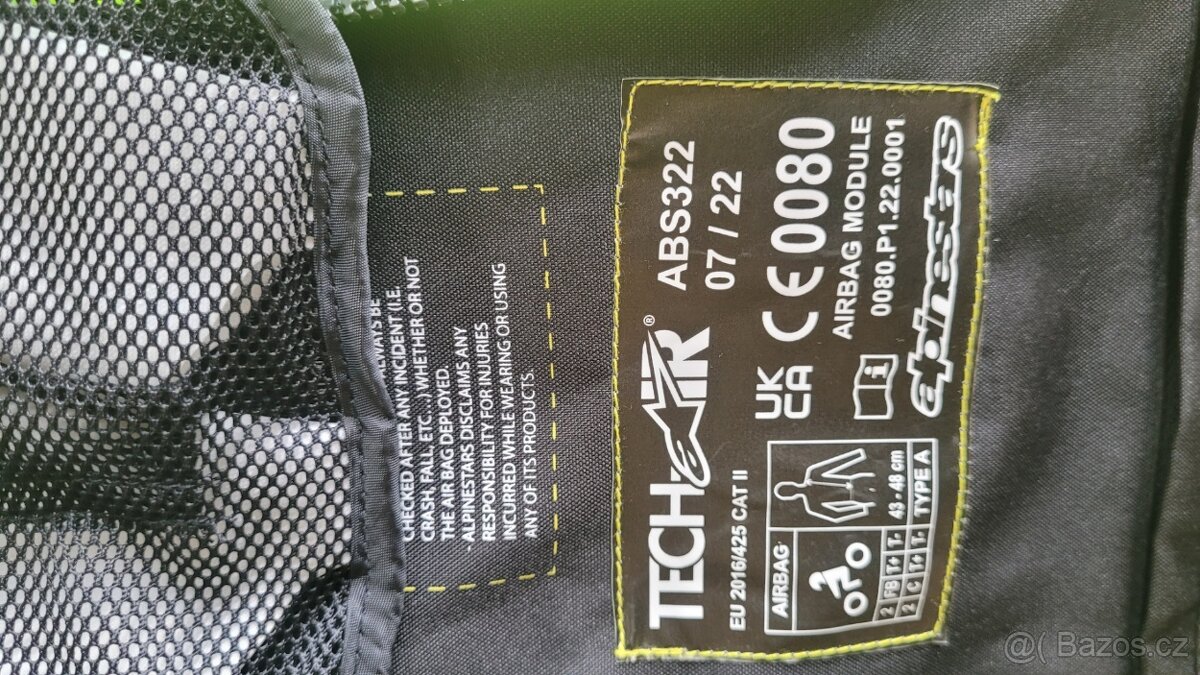 ALWAYS BE
CHECKED AFTER ANY INCIDENT (I.E.
CRASH, FALL, ETC...) WHETHER OR NOT
THE AIR BAG DEPLOYED.
- ALPINESTARS DISCLAIMS ANY
RESPONSIBILITY FOR INJURIES
INCURRED WHILE WEARING OR USING
ANY OF ITS PRODUCTS.
TECH-AIR®
ABS322
EU 2016/425 CAT II
07 / 22
UK
CA
CE 0080
AIRBAG
AIRBAG MODULE
0080.P1.22.0001
i
2 FB T+ T-
43 - 48 cm
2 C T+ T-
TYPE A
alpinestars
@( Bazos.cz